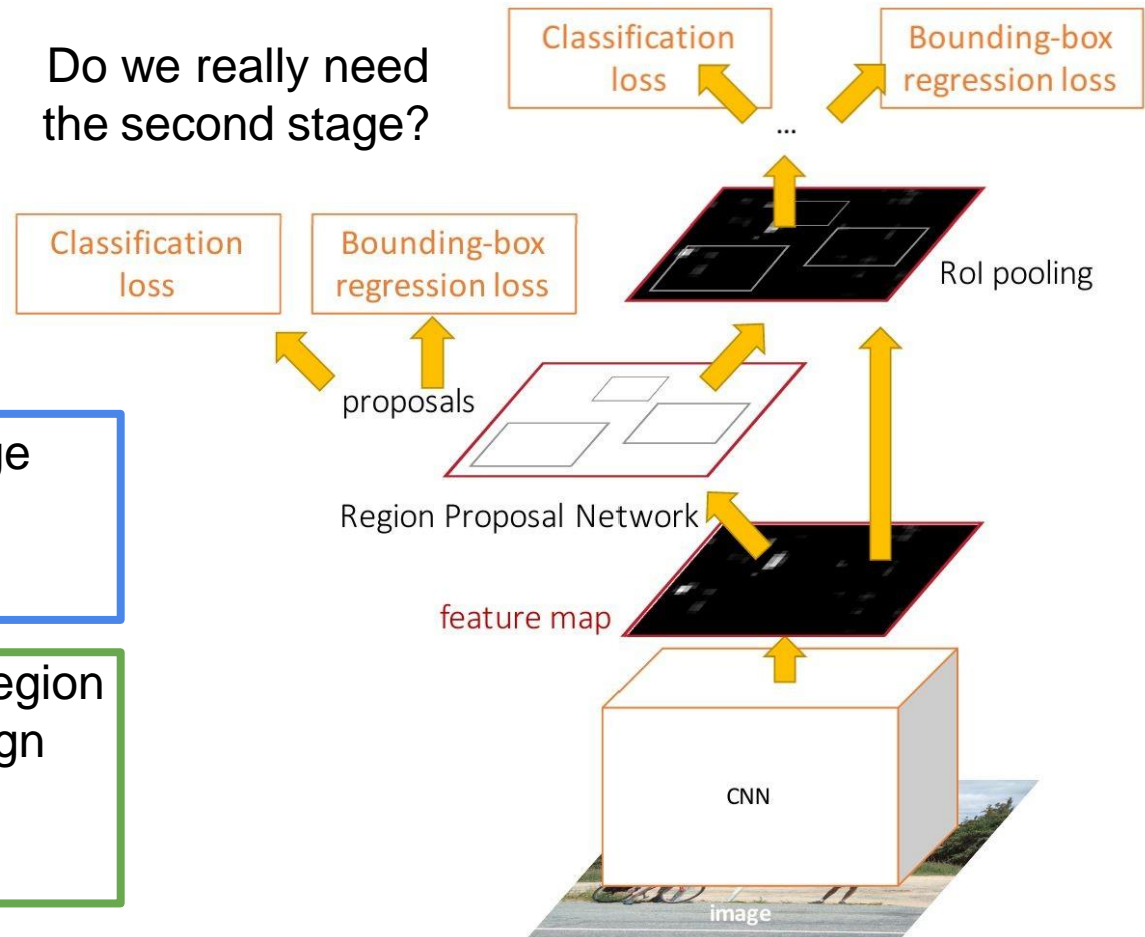 Do we really need
the second stage?
Classification
loss
Bounding-box
regression loss
...
RoI pooling
Classification
loss
Bounding-box
regression loss
proposals
Region Proposal Network
feature map
CNN
image